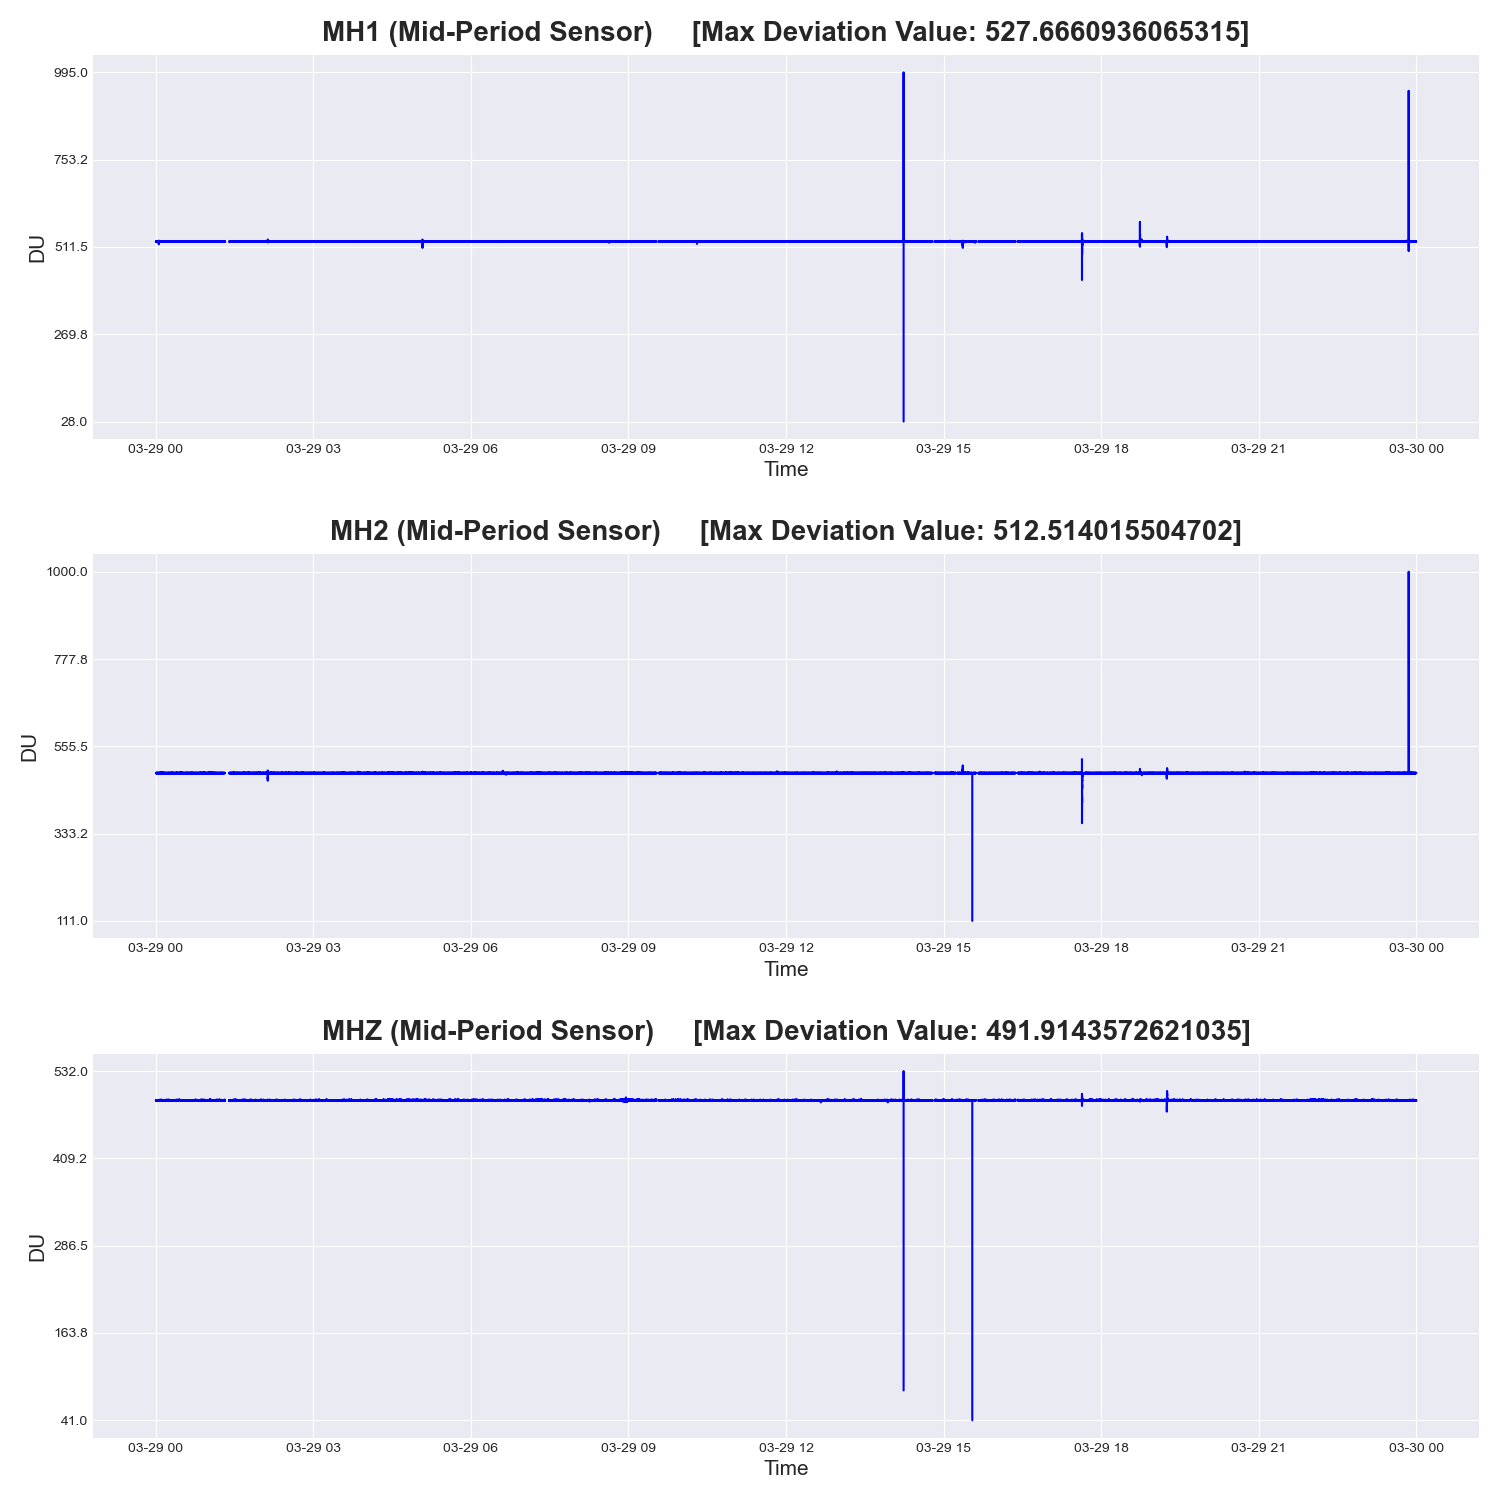 MH1 (Mid-Period Sensor) [Max Deviation Value: 527.6660936065315]
995.0
753.2
511.5
269.8
28.0
DU
03-29 00 03-29 03 03-29 06 03-29 09 03-29 12 03-29 15 03-29 18 03-29 21 03-30 00
Time
MH2 (Mid-Period Sensor) [Max Deviation Value: 512.514015504702]
1000.0
777.8
555.5
333.2
111.0
DU
03-29 00 03-29 03 03-29 06 03-29 09 03-29 12 03-29 15 03-29 18 03-29 21 03-30 00
Time
MHZ (Mid-Period Sensor) [Max Deviation Value: 491.9143572621035]
532.0
409.2
286.5
163.8
41.0
DU
03-29 00 03-29 03 03-29 06 03-29 09 03-29 12 03-29 15 03-29 18 03-29 21 03-30 00
Time